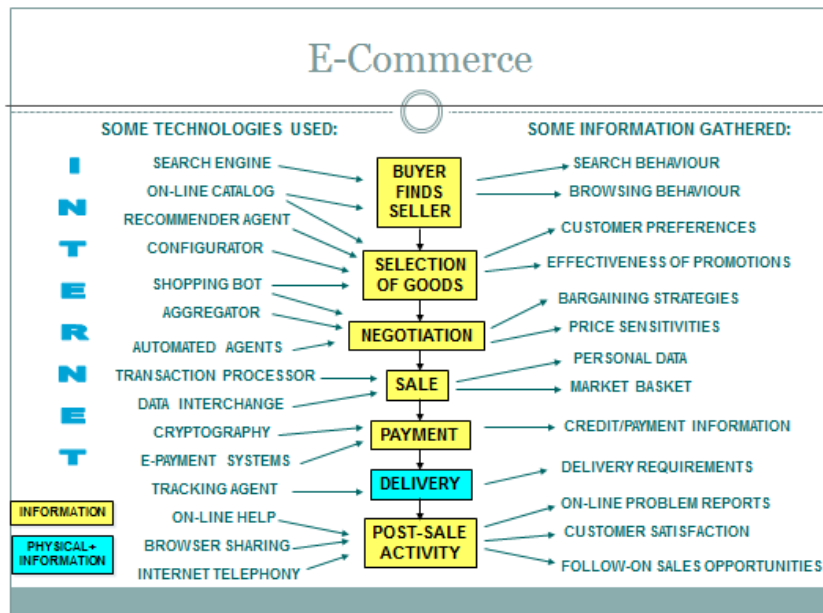 E-Commerce
SOME TECHNOLOGIES USED:
SOME INFORMATION GATHERED:
INTERNET
SEARCH ENGINE
ON-LINE CATALOG
RECOMMENDER AGENT
CONFIGURATOR
SHOPPING BOT
AGGREGATOR
AUTOMATED AGENTS
TRANSACTION PROCESSOR
DATA INTERCHANGE
CRYPTOGRAPHY
E-PAYMENT SYSTEMS
TRACKING AGENT
ON-LINE HELP
BROWSER SHARING
INTERNET TELEPHONY
BUYER
FINDS
SELLER
SELECTION
OF GOODS
NEGOTIATION
SALE
PAYMENT
DELIVERY
POST-SALE
ACTIVITY
SEARCH BEHAVIOUR
BROWSING BEHAVIOUR
CUSTOMER PREFERENCES
EFFECTIVENESS OF PROMOTIONS
BARGAINING STRATEGIES
PRICE SENSITIVITIES
PERSONAL DATA
MARKET BASKET
CREDIT/PAYMENT INFORMATION
DELIVERY REQUIREMENTS
ON-LINE PROBLEM REPORTS
CUSTOMER SATISFACTION
FOLLOW-ON SALES OPPORTUNITIES
INFORMATION
PHYSICAL+
INFORMATION